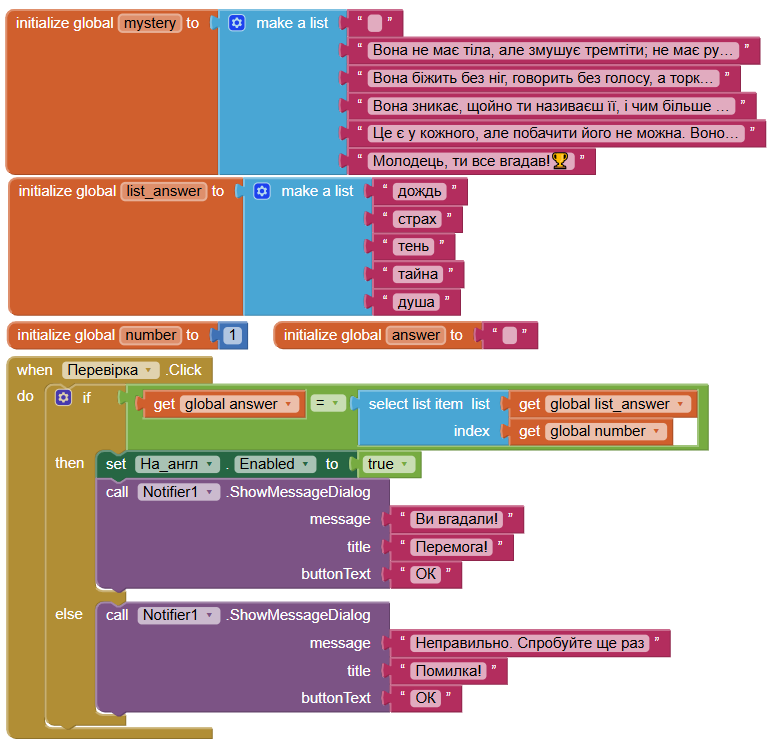 initialize global mystery to make a list “ ”
“ Вона не має тіла, але змушує тремтіти; не має ру… ”
“ Вона біжить без ніг, говорить без голосу, а торк… ”
“ Вона зникає, щойно ти називаєш її, і чим більше … ”
“ Це є у кожного, але побачити його не можна. Воно… ”
“ Молодець, ти все вгадав!🏆 ”
initialize global list_answer to make a list “ дождь ”
“ страх ”
“ тень ”
“ тайна ”
“ душа ”
initialize global number to 1 initialize global answer to “ ”
when Перевірка .Click
do if get global answer = select list item list get global list_answer
index get global number
then set На_англ . Enabled to true
call Notifier1 .ShowMessageDialog
message “ Ви вгадали! ”
title “ Перемога! ”
buttonText “ ОК ”
else call Notifier1 .ShowMessageDialog
message “ Неправильно. Спробуйте ще раз ”
title “ Помилка! ”
buttonText “ ОК ”